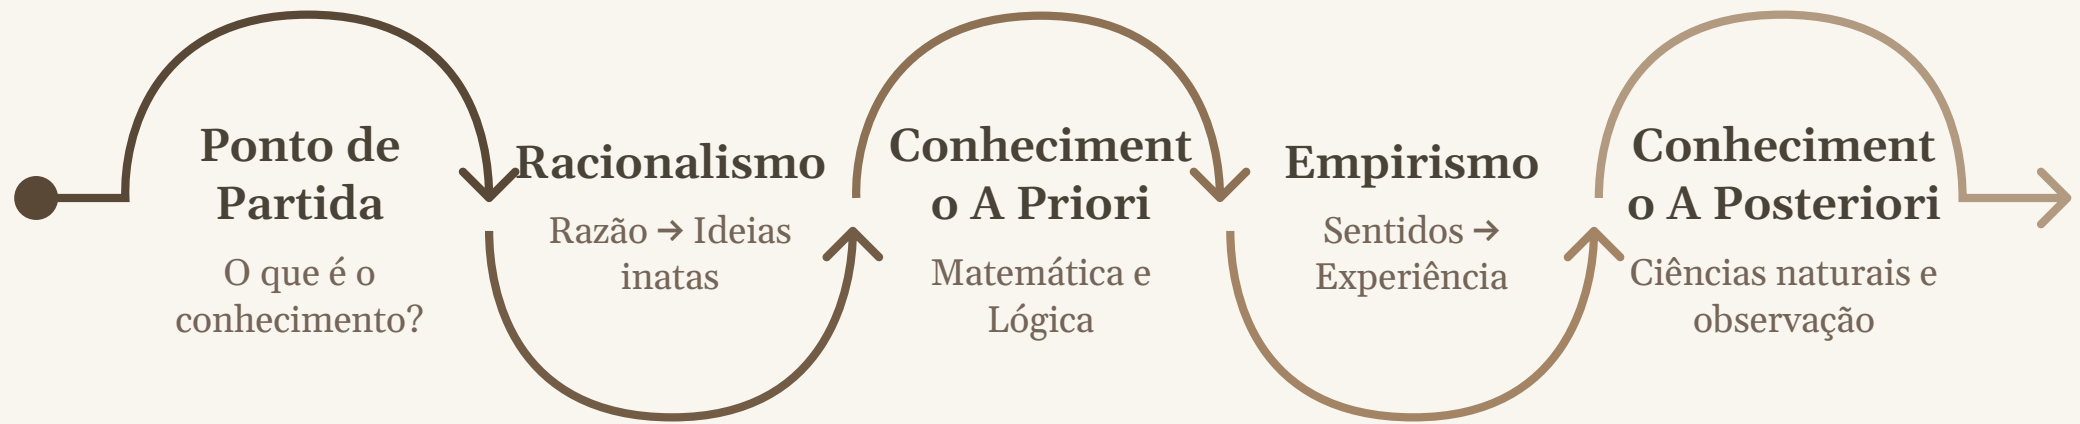 Ponto de
Partida
O que é o
conhecimento?
Racionalismo
Razão → Ideias
inatas
Conheciment
o A Priori
Matemática e
Lógica
Empirismo
Sentidos →
Experiência
Conheciment
o A Posteriori
Ciências naturais e
observação